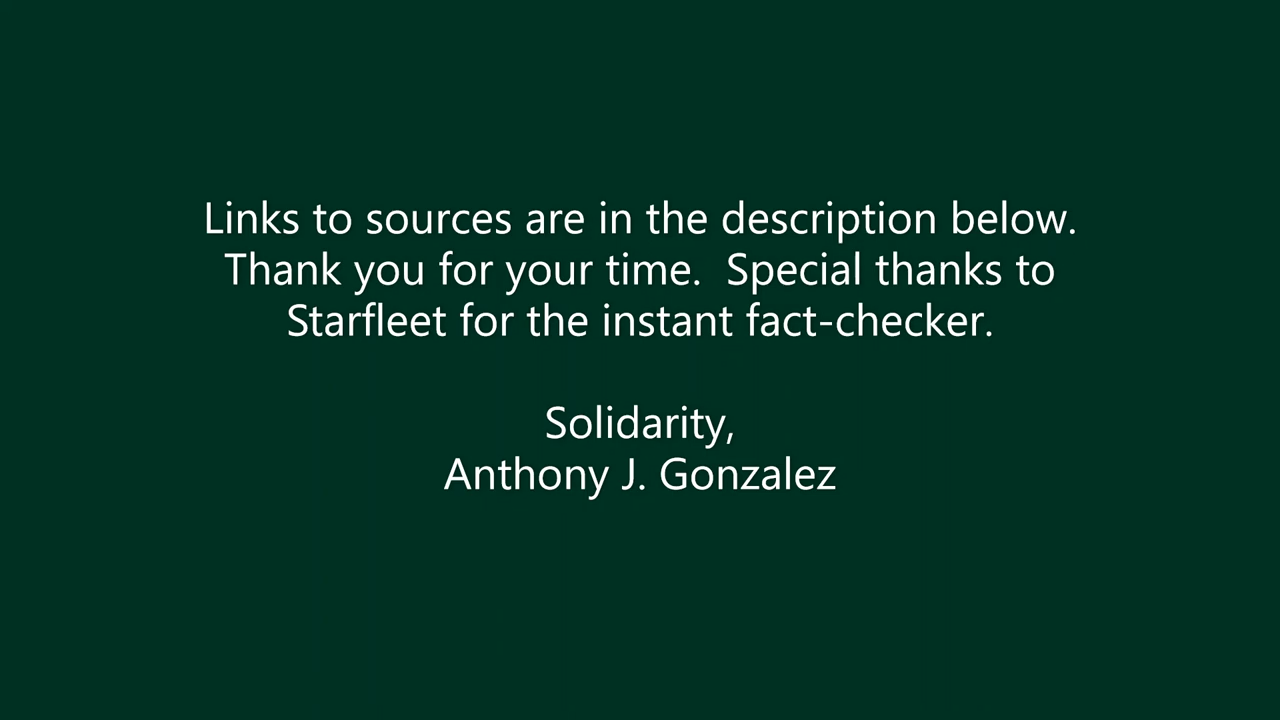 Links to sources are in the description below.
Thank you for your time.  Special thanks to
Starfleet for the instant fact-checker.
Solidarity,
Anthony J. Gonzalez